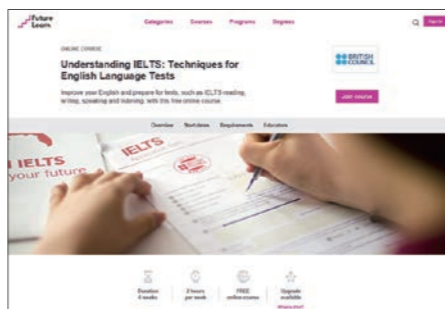 Future
Learn
Categories Courses Programs Degrees
Sign in
ONLINE COURSE
Understanding IELTS: Techniques for
English Language Tests
BRITISH
COUNCIL
Improve your English and prepare for tests, such as IELTS reading,
writing, speaking and listening, with this free online course.
Join course
Overview Requirements Educators
IELTS
IELTS
your future
Duration
4 weeks
2 hours
per week
FREE
online course
Upgrade
available